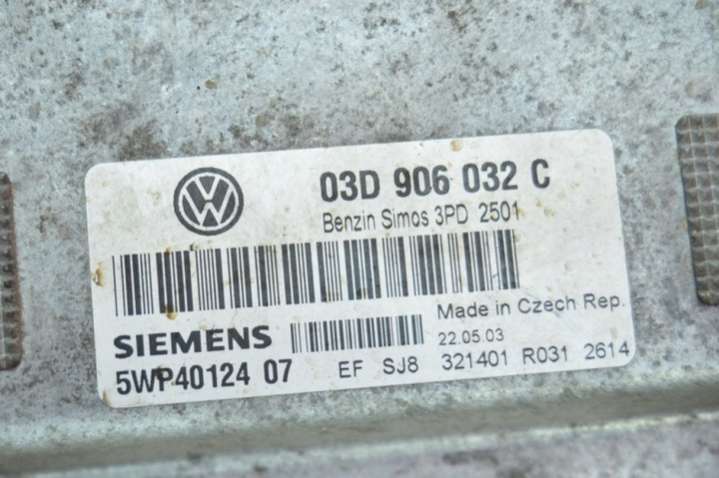 03D 906 032 C
Benzin Simos 3PD 2501
Made in Czech Rep.
SIEMENS
22.05.03
5WP40124 07 EF SJ8 321401 R031 2614